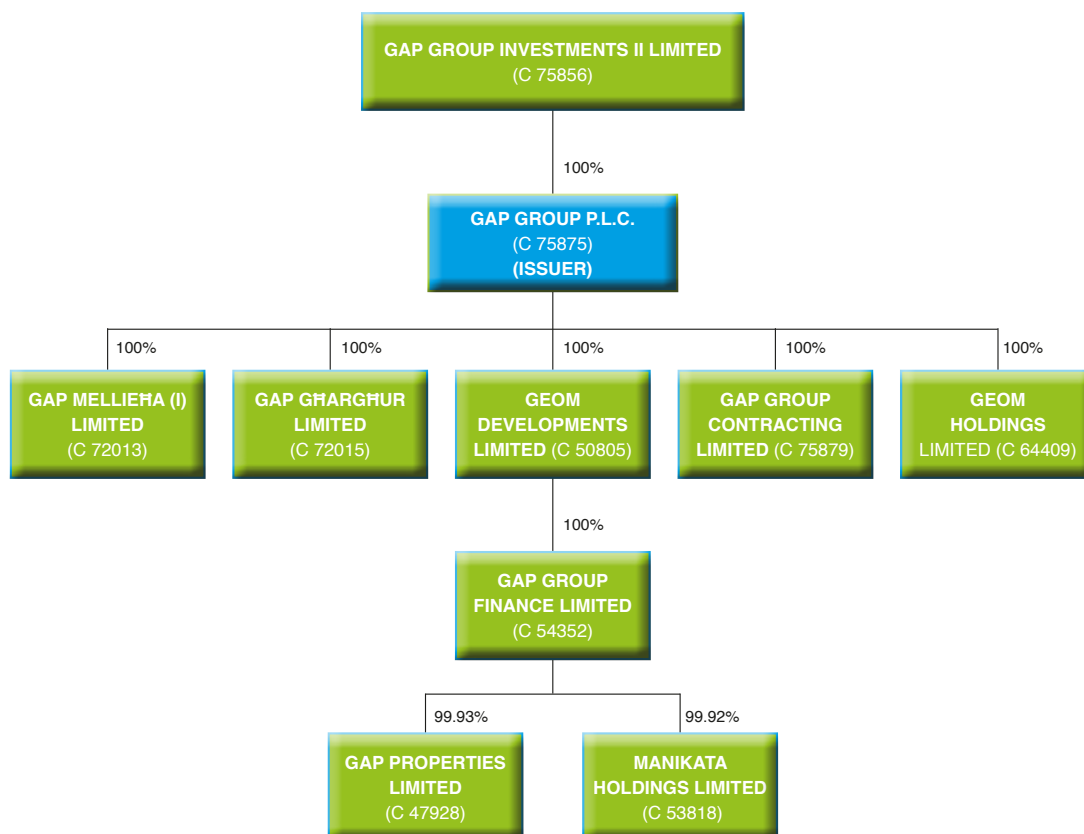 GAP GROUP INVESTMENTS II LIMITED
(C 75856)
100%
GAP GROUP P.L.C.
(C 75875)
(ISSUER)
100%
100%
100%
100%
100%
GAP MELLIEĦA (I)
LIMITED
(C 72013)
GAP GĦARGĦUR
LIMITED
(C 72015)
GEOM
DEVELOPMENTS
LIMITED (C 50805)
GAP GROUP
CONTRACTING
LIMITED (C 75879)
GEOM
HOLDINGS
LIMITED (C 64409)
100%
GAP GROUP
FINANCE LIMITED
(C 54352)
99.93%
99.92%
GAP PROPERTIES
LIMITED
(C 47928)
MANIKATA
HOLDINGS LIMITED
(C 53818)